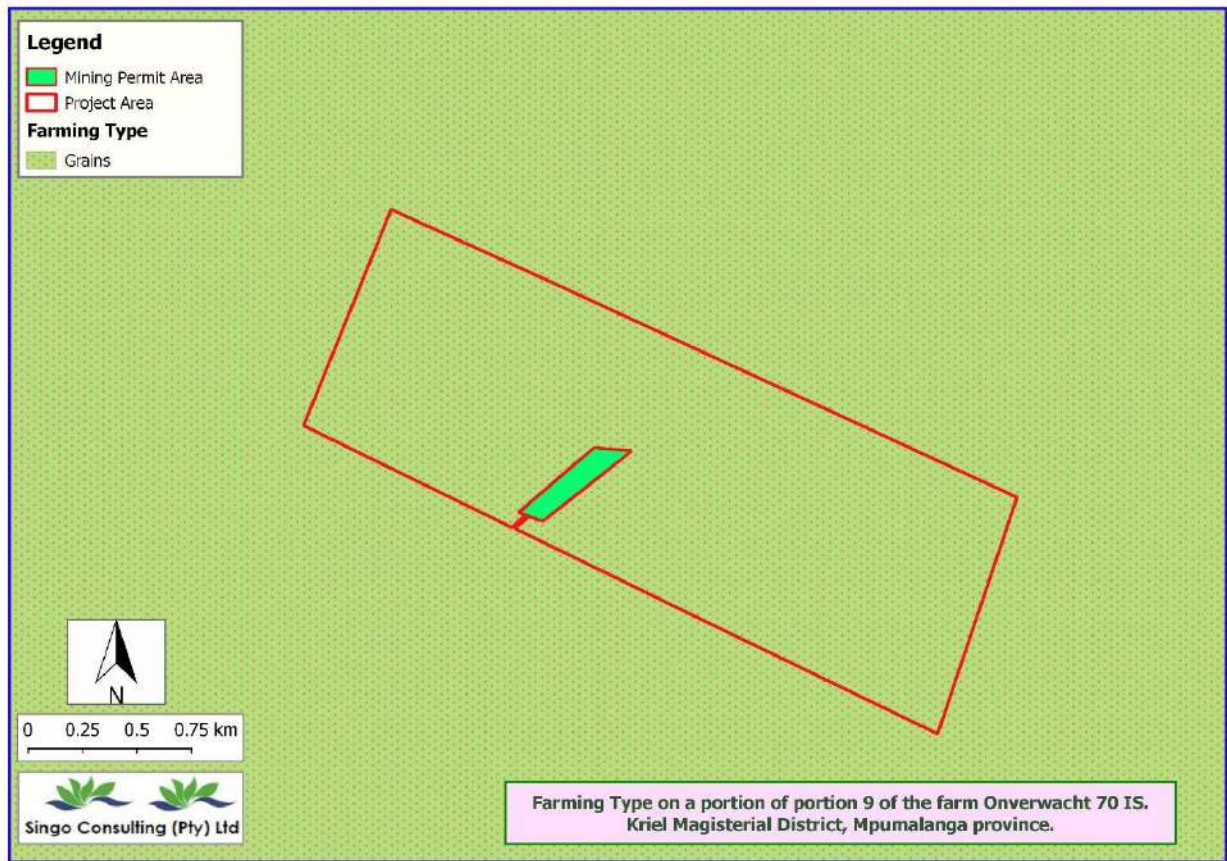 Legend
Mining Permit Area
Project Area
Farming Type
Grains
N
0 0.25 0.5 0.75 km
Singo Consulting (Pty) Ltd
Farming Type on a portion of portion 9 of the farm Onverwacht 70 IS.
Kriel Magisterial District, Mpumalanga province.